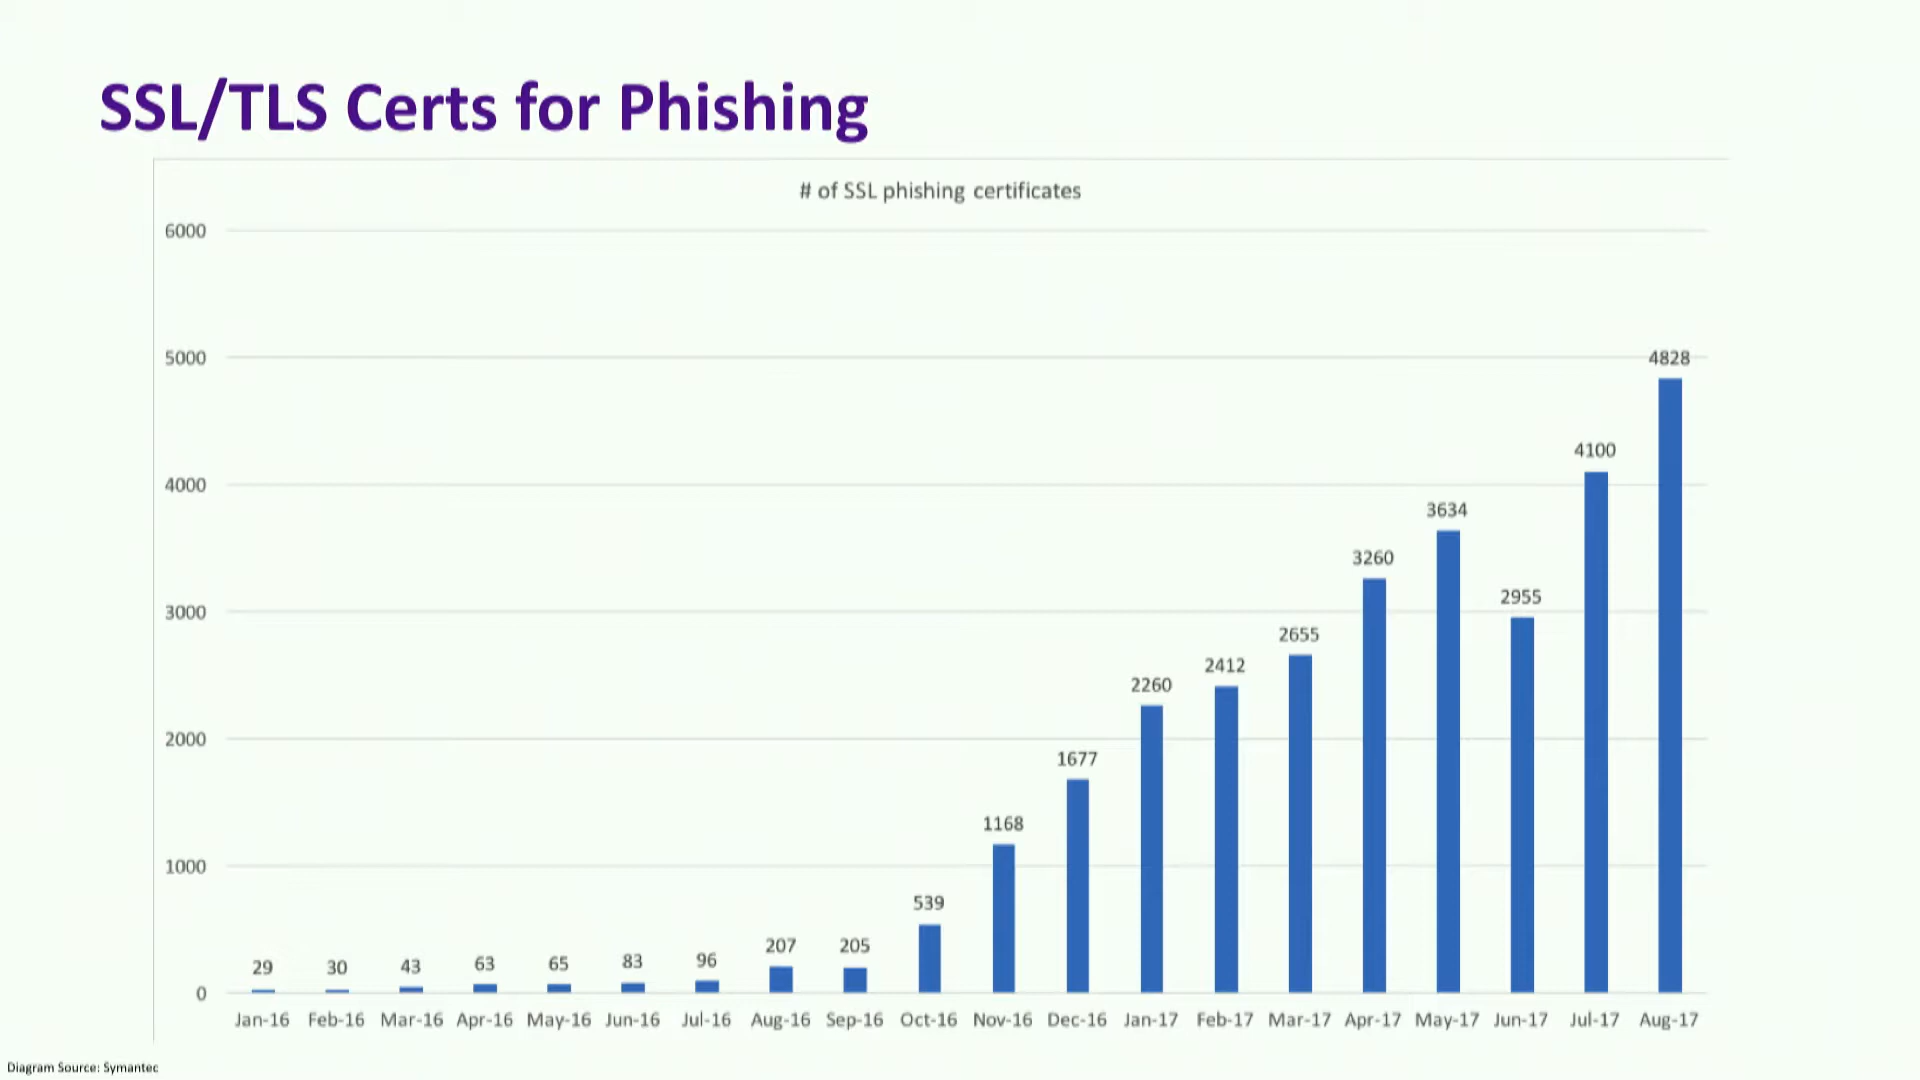 SSL/TLS Certs for Phishing
# of SSL phishing certificates
6000
5000
4000
3000
2000
1000
0
29 30 43 63 65 83 96 207 205 539 1168 1677 2260 2412 2655 3260 3634 2955 4100 4828
Jan-16 Feb-16 Mar-16 Apr-16 May-16 Jun-16 Jul-16 Aug-16 Sep-16 Oct-16 Nov-16 Dec-16 Jan-17 Feb-17 Mar-17 Apr-17 May-17 Jun-17 Jul-17 Aug-17
Diagram Source: Symantec